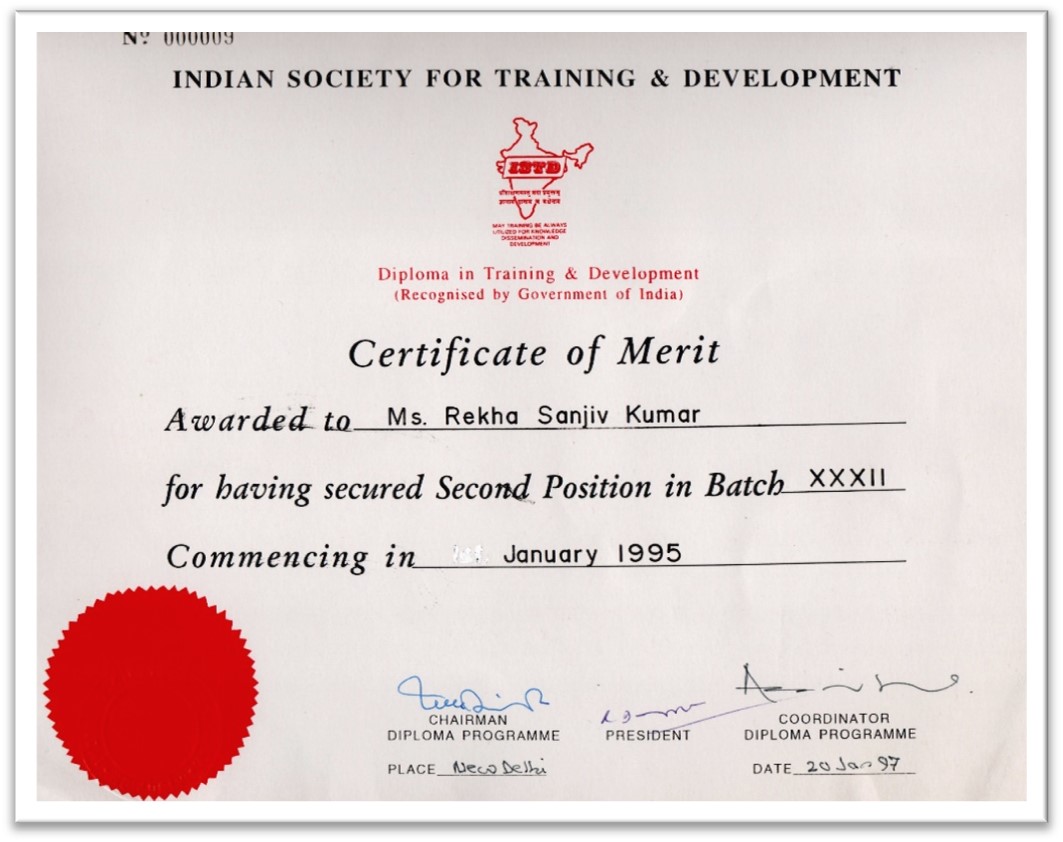 Nº 000009
INDIAN SOCIETY FOR TRAINING & DEVELOPMENT
ISTD
MAY TRAINING BE ALWAYS
UTILIZED FOR KNOWLEDGE
DISSEMINATION AND
DEVELOPMENT
Diploma in Training & Development
(Recognised by Government of India)
Certificate of Merit
Awarded to Ms. Rekha Sanjiv Kumar
for having secured Second Position in Batch XXXII
Commencing in January 1995
CHAIRMAN PRESIDENT COORDINATOR
DIPLOMA PROGRAMME DIPLOMA PROGRAMME
PLACE New Delhi DATE 20 Jan 97